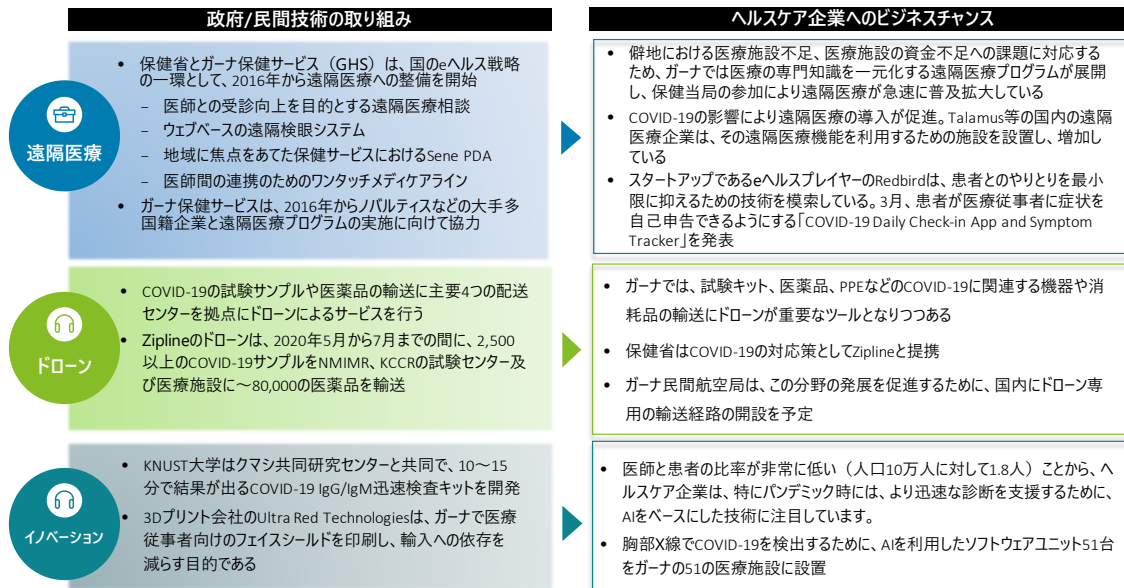 政府/民間技術の取り組み
ヘルスケア企業へのビジネスチャンス
遠隔医療
• 保健省とガーナ保健サービス（GHS）は、国のeヘルス戦略
の一環として、2016年から遠隔医療への整備を開始
– 医師との受診向上を目的とする遠隔医療相談
– ウェブベースの遠隔検眼システム
– 地域に焦点をあてた保健サービスにおけるSene PDA
– 医師間の連携のためのワンタッチメディケアライン
• ガーナ保健サービスは、2016年からノバルティスなどの大手多
国籍企業と遠隔医療プログラムの実施に向けて協力
• 僻地における医療施設不足、医療施設の資金不足への課題に対応する
ため、ガーナでは医療の専門知識を一元化する遠隔医療プログラムが展開
し、保健当局の参加により遠隔医療が急速に普及拡大している
• COVID-19の影響により遠隔医療の導入が促進。Talamus等の国内の遠隔
医療企業は、その遠隔医療機能を利用するための施設を設置し、増加し
ている
• スタートアップであるeヘルスプレイヤーのRedbirdは、患者とのやりとりを最小
限に抑えるための技術を模索している。3月、患者が医療従事者に症状を
自己申告できるようにする「COVID-19 Daily Check-in App and Symptom
Tracker」を発表
ドローン
• COVID-19の試験サンプルや医薬品の輸送に主要4つの配送
センターを拠点にドローンによるサービスを行う
• Ziplineのドローンは、2020年5月から7月までの間に、2,500
以上のCOVID-19サンプルをNMIMR、KCCRの試験センター及
び医療施設に～80,000の医薬品を輸送
• ガーナでは、試験キット、医薬品、PPEなどのCOVID-19に関連する機器や消
耗品の輸送にドローンが重要なツールとなりつつある
• 保健省はCOVID-19の対応策としてZiplineと提携
• ガーナ民間航空局は、この分野の発展を促進するために、国内にドローン専
用の輸送経路の開設を予定
イノベーション
• KNUST大学はクマシ共同研究センターと共同で、10～15
分で結果が出るCOVID-19 IgG/IgM迅速検査キットを開発
• 3Dプリント会社のUltra Red Technologiesは、ガーナで医療
従事者向けのフェイスシールドを印刷し、輸入への依存を
減らす目的である
• 医師と患者の比率が非常に低い（人口10万人に対して1.8人）ことから、ヘ
ルスケア企業は、特にパンデミック時には、より迅速な診断を支援するために、
AIをベースにした技術に注目しています。
• 胸部X線でCOVID-19を検出するために、AIを利用したソフトウェアユニット51台
をガーナの51の医療施設に設置